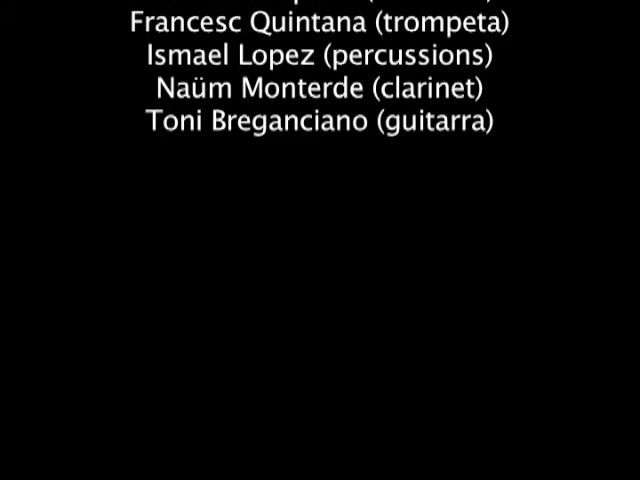 Francesc Quintana (trompeta)
Ismael Lopez (percussions)
Naüm Monterde (clarinet)
Toni Breganciano (guitarra)